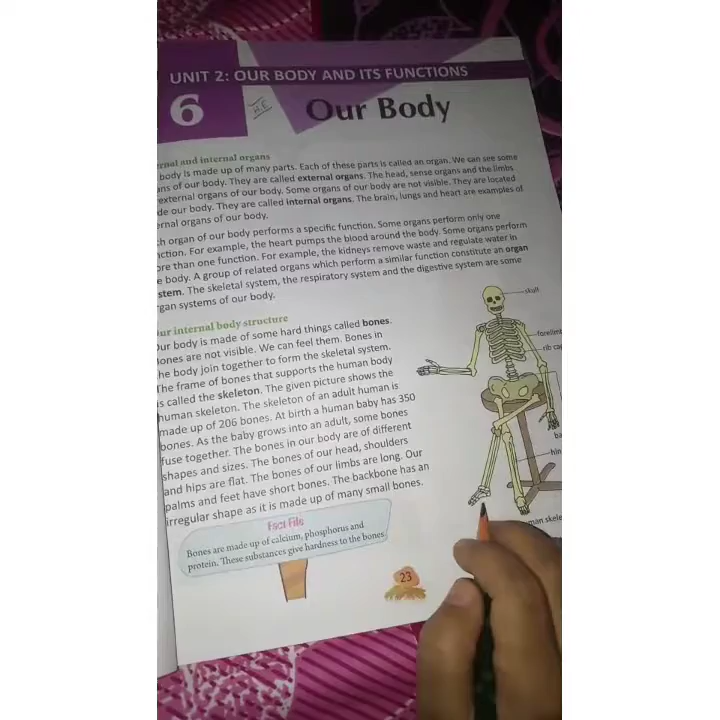 UNIT 2: OUR BODY AND ITS FUNCTIONS
6
H.E
Our Body
and internal organs
body is made up of many parts. Each of these parts is called an organ. We can see some
of our body. They are called external organs. The head, sense organs and the limbs
external organs of our body. Some organs of our body are not visible. They are located
our body. They are called internal organs. The brain, lungs and heart are examples of
organs of our body.
organ of our body performs a specific function. Some organs perform only one
For example, the heart pumps the blood around the body. Some organs perform
than one function. For example, the kidneys remove waste and regulate water in
body. A group of related organs which perform a similar function constitute an organ
The skeletal system, the respiratory system and the digestive system are some
systems of our body.
internal body structure
Our body is made of some hard things called bones.
Bones are not visible. We can feel them. Bones in
the body join together to form the skeletal system.
The frame of bones that supports the human body
is called the skeleton. The given picture shows the
human skeleton. The skeleton of an adult human is
made up of 206 bones. At birth a human baby has 350
bones. As the baby grows into an adult, some bones
fuse together. The bones in our body are of different
shapes and sizes. The bones of our head, shoulders
and hips are flat. The bones of our limbs are long. Our
palms and feet have short bones. The backbone has an
irregular shape as it is made up of many small bones.
skull
forelimb
rib
Fact File
Bones are made up of calcium, phosphorus and
protein. These substances give hardness to the bones.
23